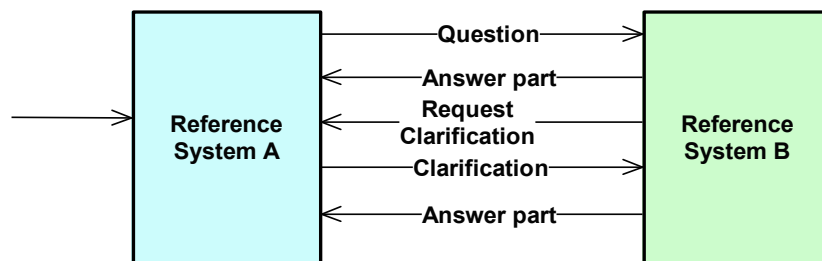 Question
Answer part
Request
Clarification
Reference
System A
Reference
System B
Clarification
Answer part